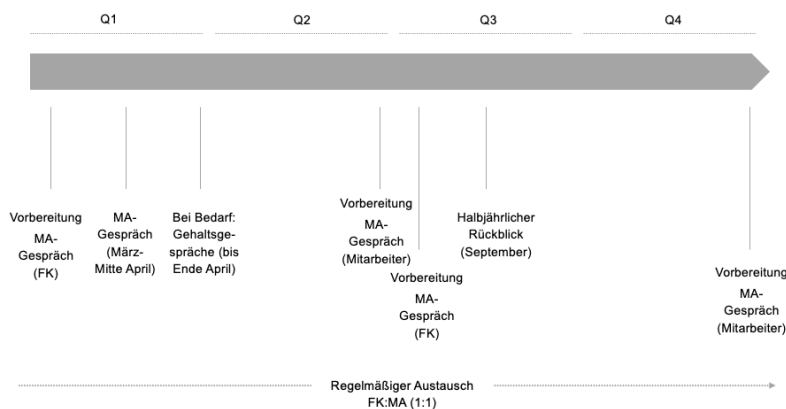 Q1
Q2
Q3
Q4
Vorbereitung
MA-
Gespräch
(FK)
MA-
Gespräch
(März-
Mitte April)
Bei Bedarf:
Gehaltsge-
spräche (bis
Ende April)
Vorbereitung
MA-
Gespräch
(Mitarbeiter)
Vorbereitung
MA-
Gespräch
(FK)
Halbjährlicher
Rückblick
(September)
Vorbereitung
MA-
Gespräch
(Mitarbeiter)
Regelmäßiger Austausch
FK:MA (1:1)